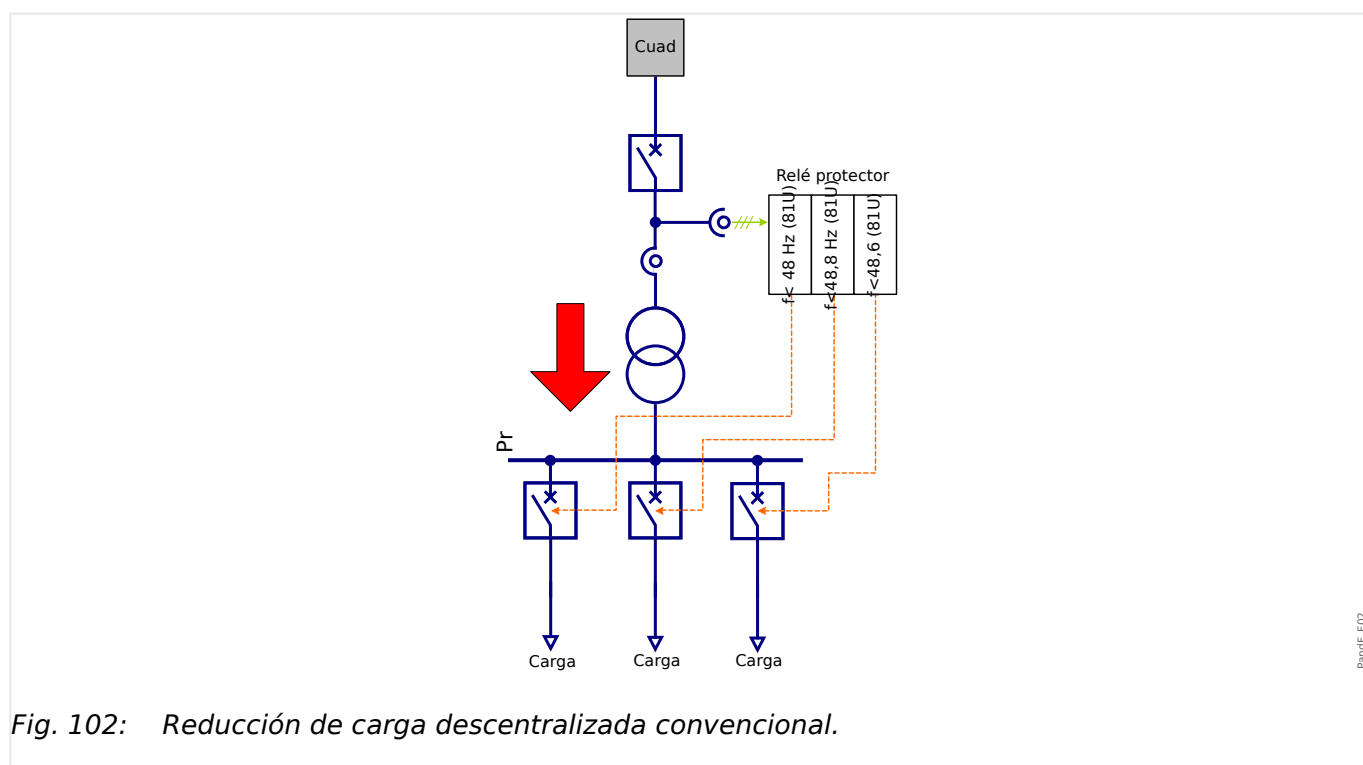 Cuad
Relé protector
f< 48 Hz (81U)
f<48,8 Hz (81U)
f<48,6 (81U)
Pr
Carga
Carga
Carga
PandF_E02
Fig. 102: Reducción de carga descentralizada convencional.